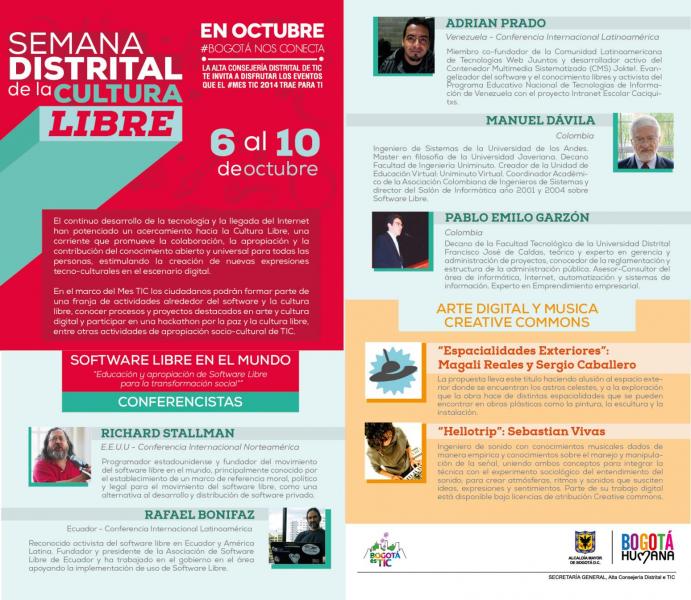 SEMANA
DISTRITAL
de la CULTURA
LIBRE
EN OCTUBRE
#BOGOTÁ NOS CONECTA
LA ALTA CONSEJERÍA DISTRITAL DE TIC
TE INVITA A DISFRUTAR LOS EVENTOS
QUE EL #MES TIC 2014 TRAE PARA TI
6 al 10
de octubre
El continuo desarrollo de la tecnología y la llegada del Internet
han potenciado un acercamiento hacia la Cultura Libre, una
corriente que promueve la colaboración, la apropiación y la
contribución del conocimiento abierto y universal para todas las
personas, estimulando la creación de nuevas expresiones
tecno-culturales en el escenario digital.
En el marco del Mes TIC los ciudadanos podrán formar parte de
una franja de actividades alrededor del software y la cultura
libre, conocer procesos y proyectos destacados en arte y cultura
digital y participar en una hackathon por la paz y la cultura libre,
entre otras actividades de apropiación socio-cultural de TIC.
SOFTWARE LIBRE EN EL MUNDO
"Educación y apropiación de Software Libre
para la transformación social""
CONFERENCISTAS
RICHARD STALLMAN
E.E.U.U - Conferencia Internacional Norteamérica
Programador estadounidense y fundador del movimiento
del software libre en el mundo, principalmente conocido por
el establecimiento de un marco de referencia moral, político
y legal para el movimiento del software libre, como una
alternativa al desarrollo y distribución de software privado.
RAFAEL BONIFAZ
Ecuador - Conferencia Internacional Latinoamérica
Reconocido activista del software libre en Ecuador y América
Latina. Fundador y presidente de la Asociación de Software
Libre de Ecuador y ha trabajado en el gobierno en el área
apoyando la implementación de uso de Software Libre.
ADRIAN PRADO
Venezuela - Conferencia Internacional Latinoamérica
Miembro co-fundador de la Comunidad Latinoamericana
de Tecnologías Web Juntos y desarrollador activo del
Contenedor Multimedia Sistematizado (CMS) Joktel. Evan-
gelizador del software y el conocimiento libres y activista del
Programa Educativo Nacional de Tecnologías de Informa-
ción de Venezuela con el proyecto Intranet Escolar Caciqui-
txs.
MANUEL DÁVILA
Colombia
Ingeniero de Sistemas de la Universidad de los Andes.
Master en filosofía de la Universidad Javeriana. Decano
Facultad de Ingeniería Uniminuto. Creador de la Unidad de
Educación Virtual: Uniminuto Virtual. Coordinador Académi-
co de la Asociación Colombiana de Ingenieros de Sistemas y
director del Salón de Informática año 2001 y 2004 sobre
Software Libre.
PABLO EMILO GARZÓN
Colombia
Decano de la Facultad Tecnológica de la Universidad Distrital
Francisco José de Caldas, teórico y experto en gerencia y
administración de proyectos, conocedor de la reglamentación y
estructura de la administración pública. Asesor-Consultor del
área de informática, Internet, automatización y sistemas de
información. Experto en Emprendimiento empresarial.
ARTE DIGITAL Y MUSICA
CREATIVE COMMONS
"Espacialidades Exteriores":
Magali Reales y Sergio Caballero
La propuesta lleva este título haciendo alusión al espacio exte-
rior donde se encuentran los astros celestes, y a la exploración
que la obra hace de distintas espacialidades que se pueden
encontrar en obras plásticas como la pintura, la escultura y la
instalación.
"Hellotrip": Sebastian Vivas
Ingeniero de sonido con conocimientos musicales dados de
manera empírica y conocimientos sobre el manejo y manipula-
ción de la señal, uniendo ambos conceptos para integrar la
técnica con el experimento sociológico del entendimiento del
sonido, para crear atmósferas, ritmos y sonidos que susciten
ideas, expresiones y sentimientos. Parte de su trabajo digital
está disponible bajo licencias de atribución Creative commons.
BOGOTÁ
es TIC
ALCALDÍA MAYOR
DE BOGOTÁ D.C.
BOGOTÁ
HUMANA
SECRETARÍA GENERAL, Alta Consejería Distrital e TIC